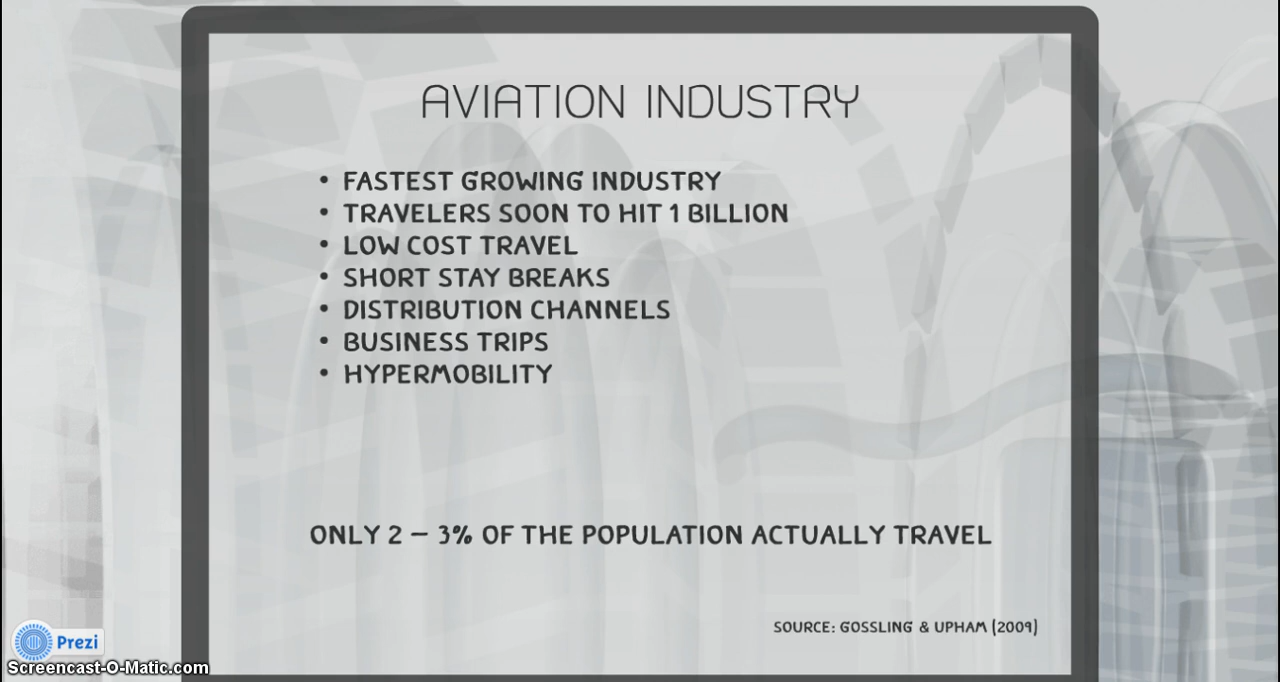 AVIATION INDUSTRY
• FASTEST GROWING INDUSTRY
• TRAVELERS SOON TO HIT 1 BILLION
• LOW COST TRAVEL
• SHORT STAY BREAKS
• DISTRIBUTION CHANNELS
• BUSINESS TRIPS
• HYPERMOBILITY
ONLY 2 – 3% OF THE POPULATION ACTUALLY TRAVEL
SOURCE: GOSSLING & UPHAM (2009)
Prezi
Screencast-O-Matic.com